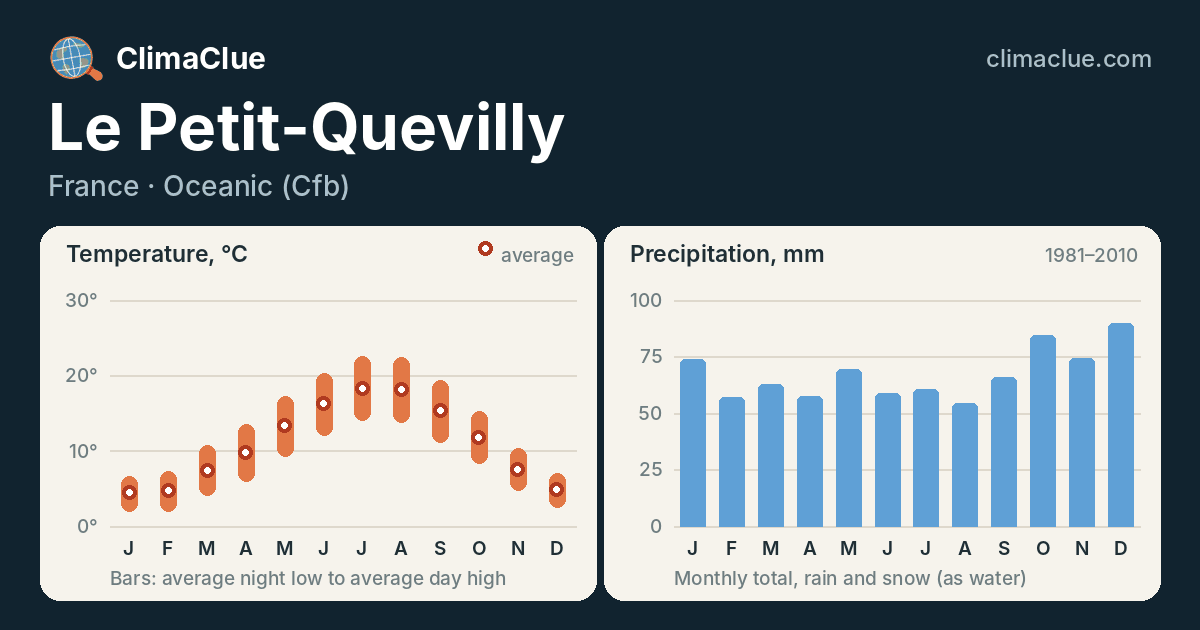 ClimaClue
climaclue.com
Le Petit-Quevilly
France · Oceanic (Cfb)
Temperature, °C
average
30°
20°
10°
0°
J F M A M J J A S O N D
Bars: average night low to average day high
Precipitation, mm
1981–2010
100
75
50
25
0
J F M A M J J A S O N D
Monthly total, rain and snow (as water)